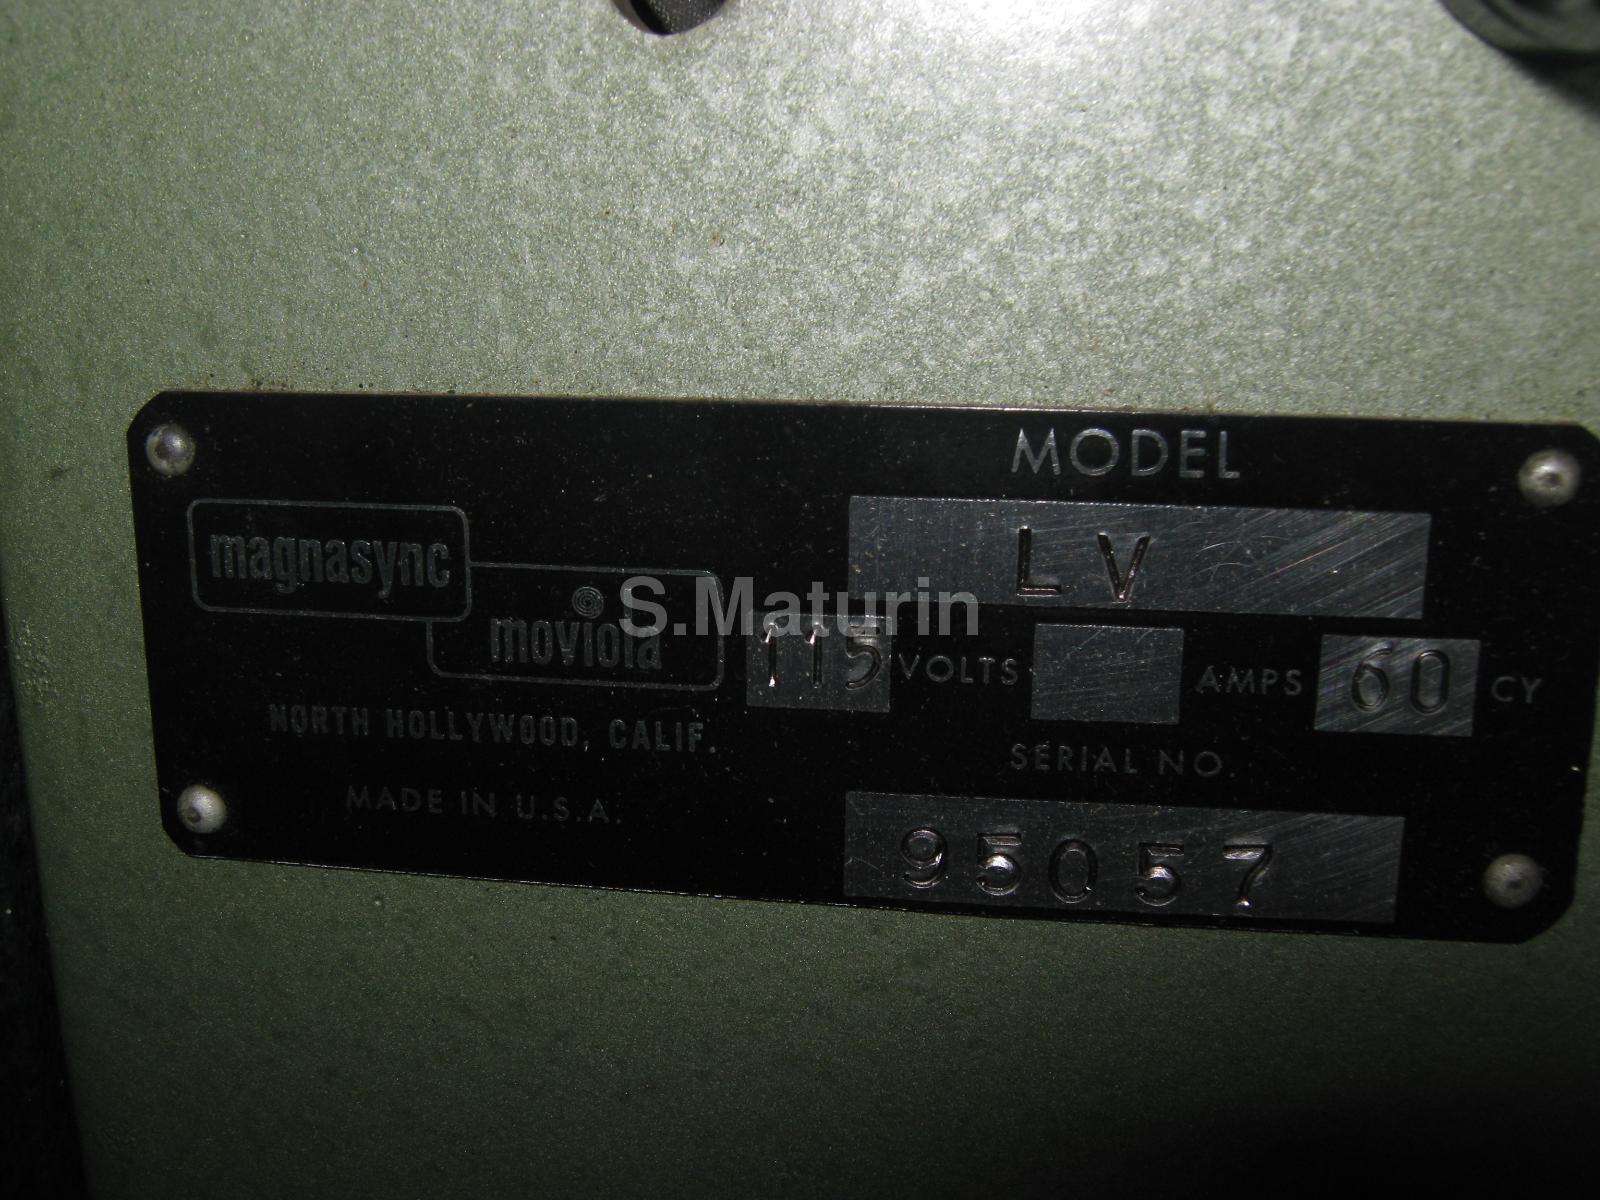 MODEL
LV
magnasync
moviola
S.Maturin
115 VOLTS AMPS 60 CY
NORTH HOLLYWOOD, CALIF.
SERIAL NO.
MADE IN U.S.A.
95057